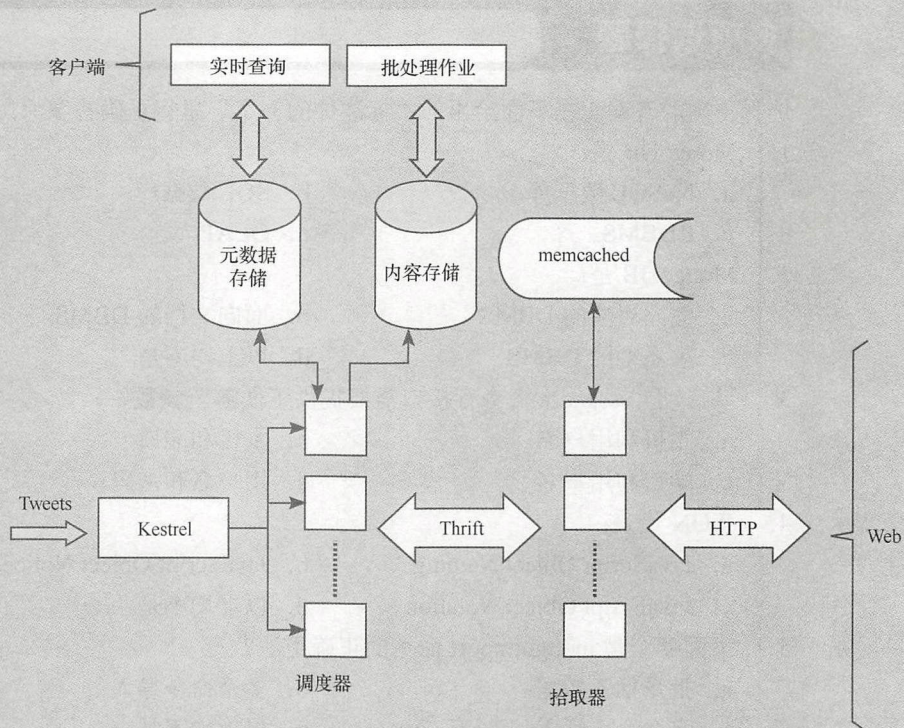 客户端
实时查询
批处理作业
元数据
存储
内容存储
memcached
Tweets
Kestrel
Thrift
HTTP
Web
调度器
拾取器